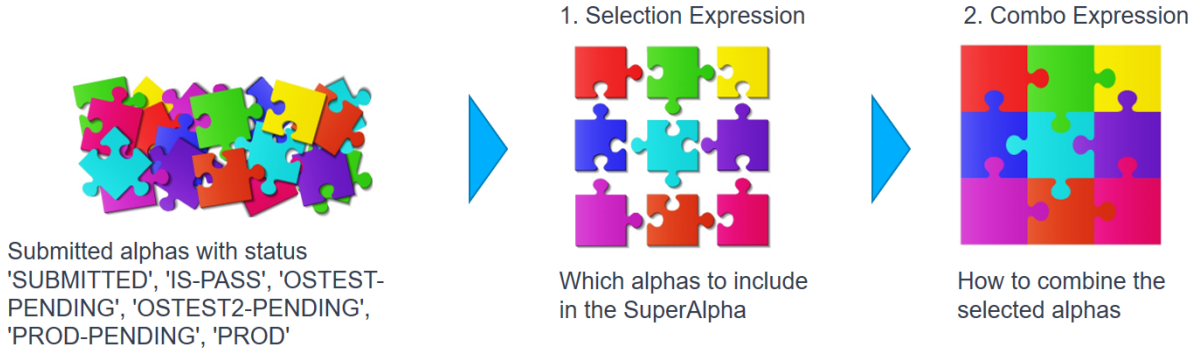 1. Selection Expression
2. Combo Expression
Submitted alphas with status
'SUBMITTED', 'IS-PASS', 'OSTEST-
PENDING', 'OSTEST2-PENDING',
'PROD-PENDING', 'PROD'
Which alphas to include
in the SuperAlpha
How to combine the
selected alphas